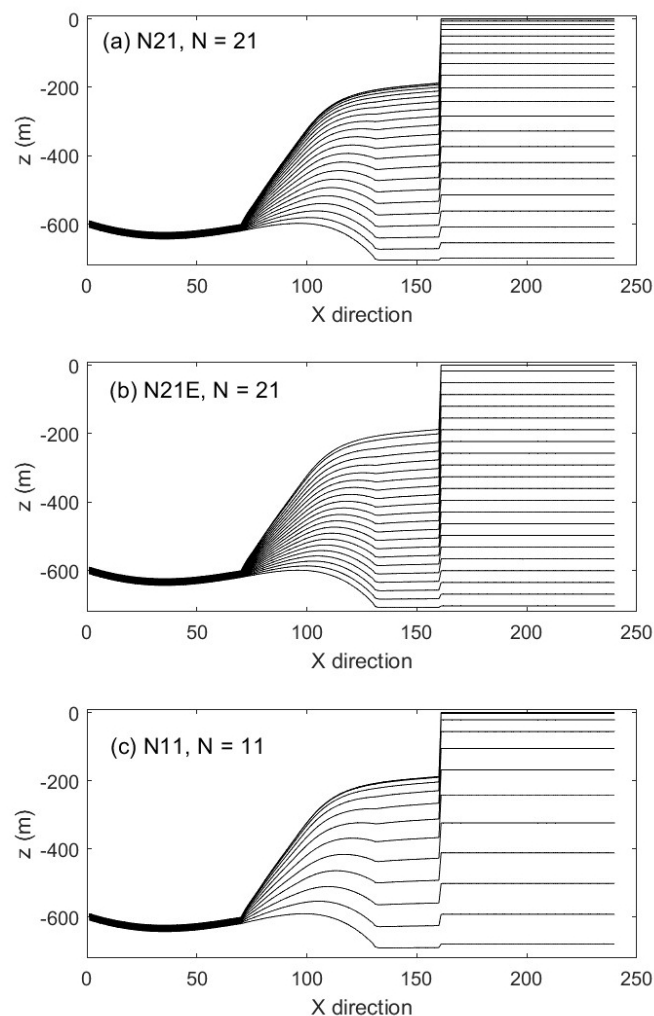 (a) N21, N = 21
0
-200
-400
-600
z (m)
0 50 100 150 200 250
X direction
(b) N21E, N = 21
0
-200
-400
-600
z (m)
0 50 100 150 200 250
X direction
(c) N11, N = 11
0
-200
-400
-600
z (m)
0 50 100 150 200 250
X direction